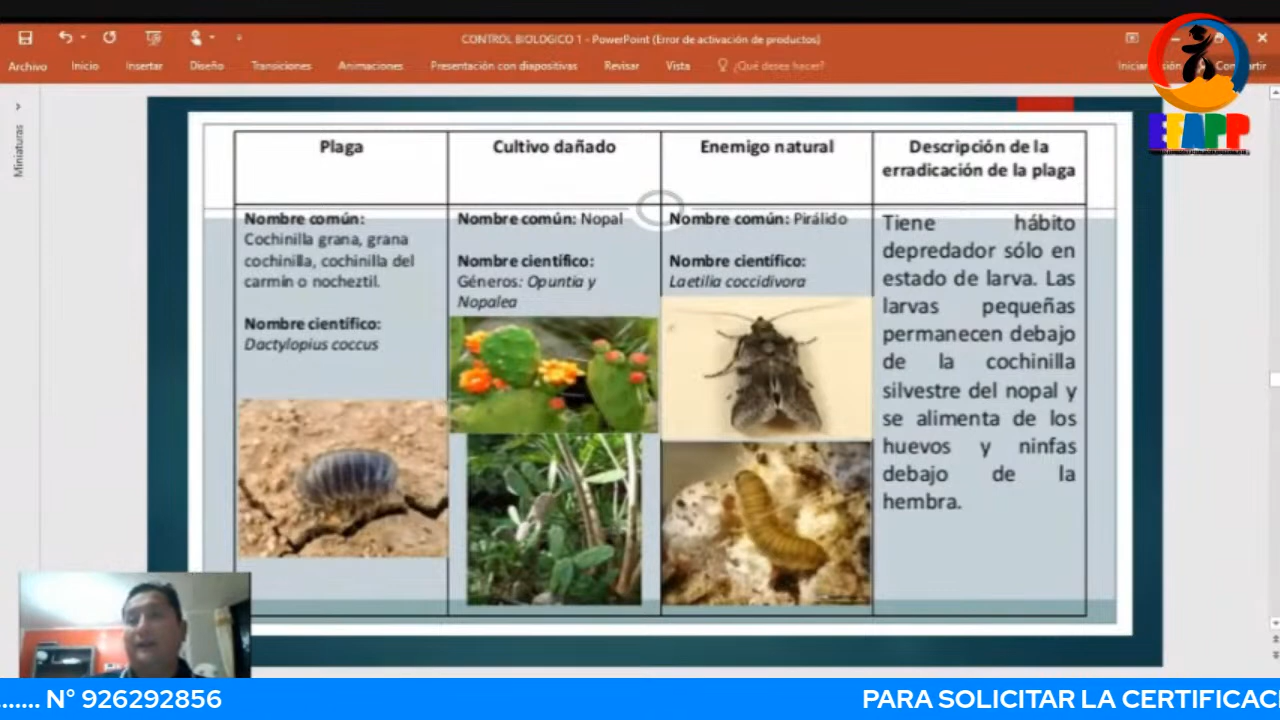 CONTROL BIOLOGICO 1 - PowerPoint (Error de activación de productos)
Archivo Inicio Insertar Diseño Transiciones Animaciones Presentación con diapositivas Revisar Vista ¿Qué desea hacer?
EFAPP
Miniaturas
Plaga
Cultivo dañado
Enemigo natural
Descripción de la
erradicación de la plaga
Nombre común:
Cochinilla grana, grana
cochinilla, cochinilla del
carmín o nocheztil.
Nombre científico:
Dactylopius coccus
Nombre común: Nopal
Nombre científico:
Géneros: Opuntia y
Nopalea
Nombre común: Pirálido
Nombre científico:
Laetilia coccidivora
Tiene hábito
depredador sólo en
estado de larva. Las
larvas pequeñas
permanecen debajo
de la cochinilla
silvestre del nopal y
se alimenta de los
huevos y ninfas
debajo de la
hembra.
....... N° 926292856
PARA SOLICITAR LA CERTIFICACI